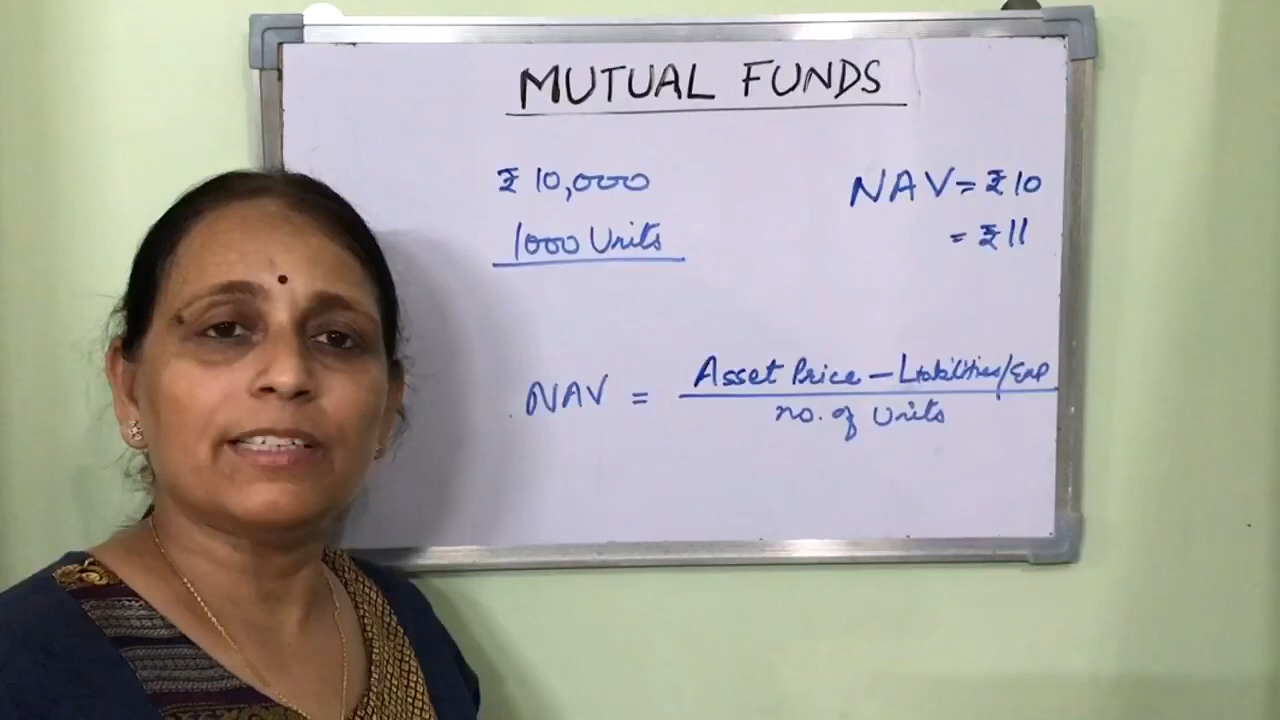 MUTUAL FUNDS
₹ 10,000
1000 Units
NAV = ₹ 10
= ₹ 11
NAV = Asset Price - Liabilities/Exp
no. of Units